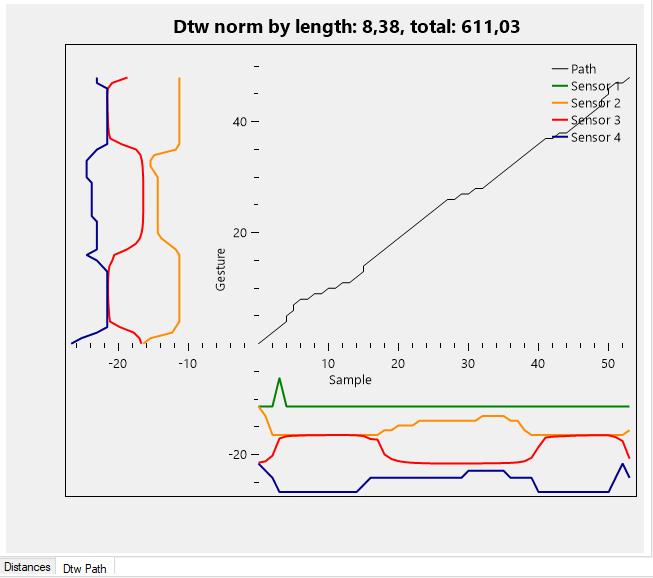 Dtw norm by length: 8,38, total: 611,03
Path
Sensor 1
Sensor 2
Sensor 3
Sensor 4
40
20
Gesture
-20
-10
10
20
30
40
50
Sample
-20
Distances
Dtw Path